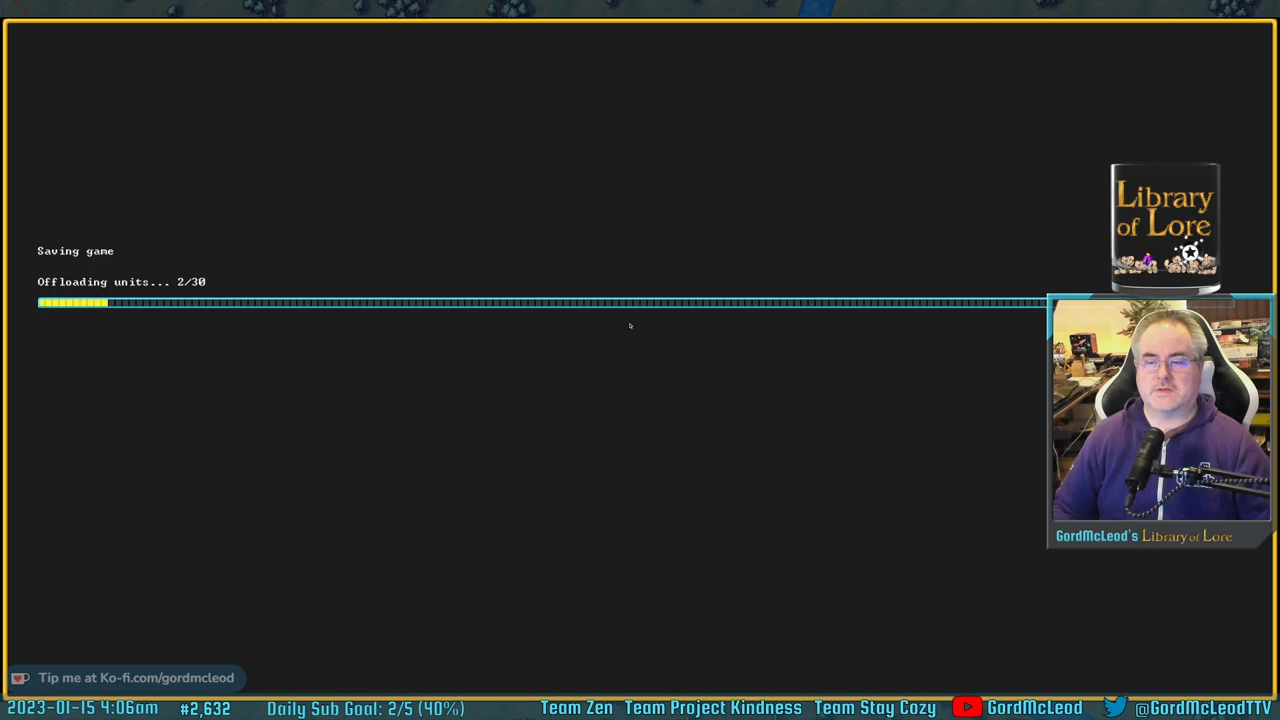 Library
of Lore
Saving game
Offloading units... 2/30
GordMcLeod's Library of Lore
Tip me at Ko-fi.com/gordmcleod
2023-01-15 4:06am #2,632 Daily Sub Goal: 2/5 (40%) Team Zen Team Project Kindness Team Stay Cozy GordMcLeod @GordMcLeodTTV